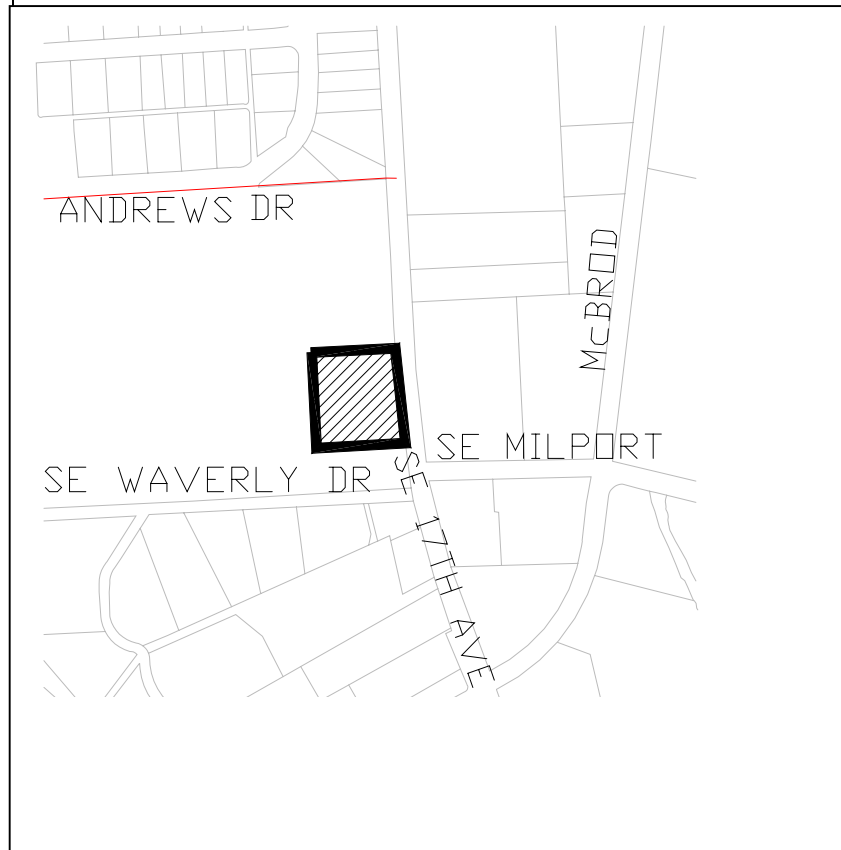 ANDREWS DR
McBROD
SE MILPORT
SE WAVERLY DR
SE 17TH AVE